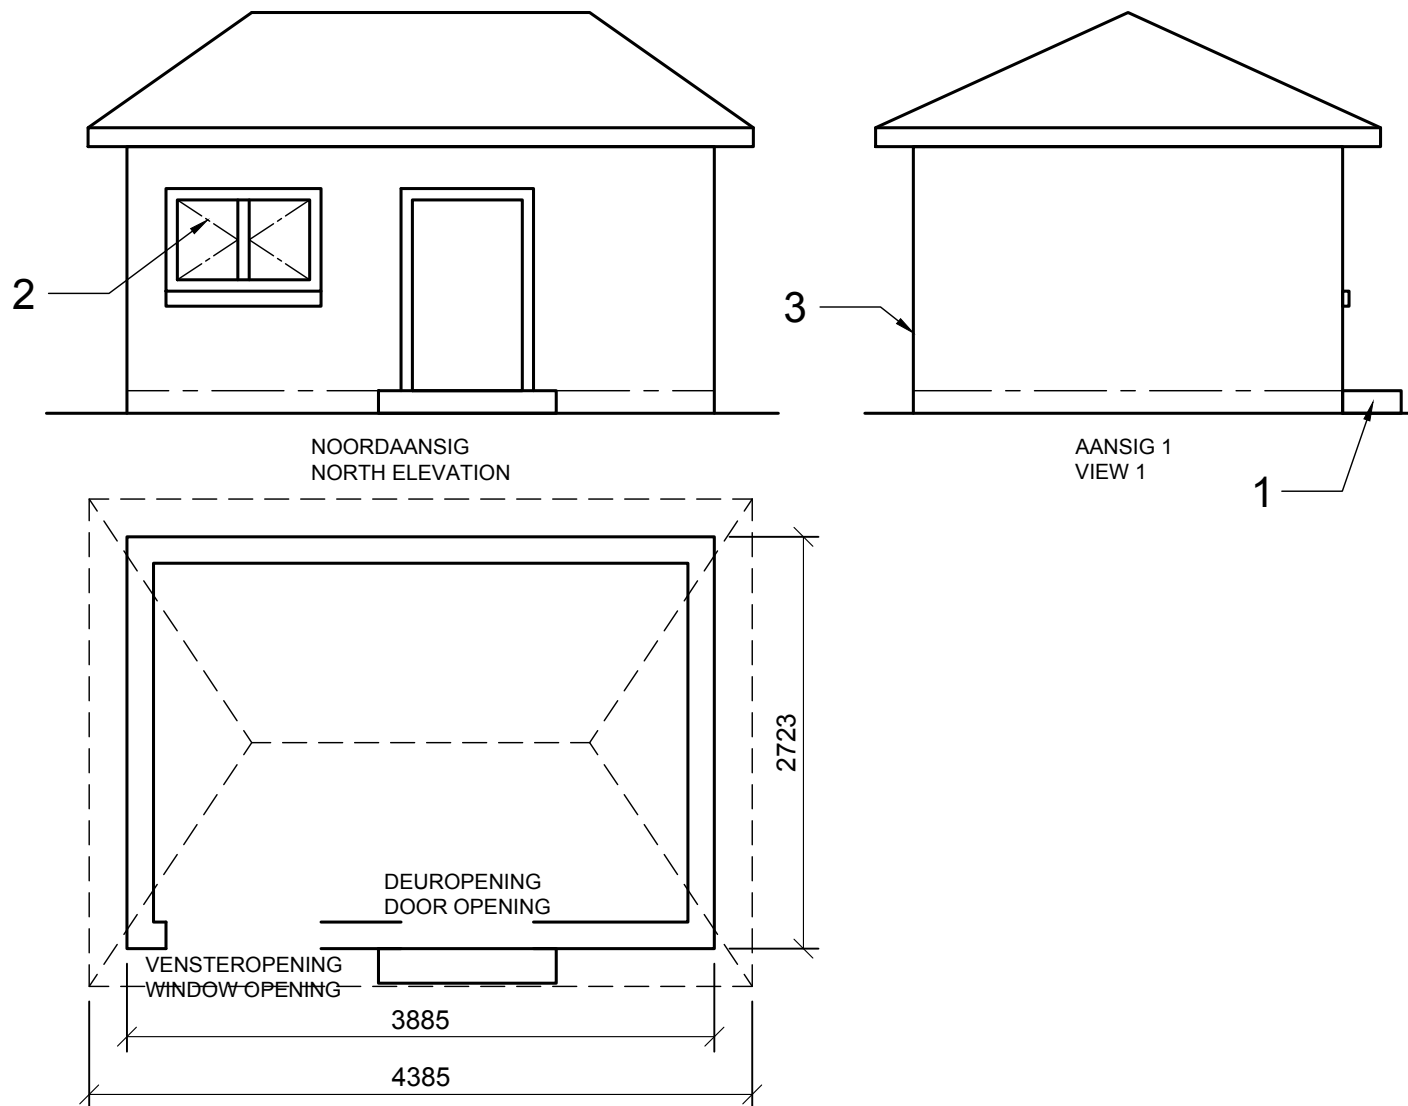 2
3
NOORDAANSIG
NORTH ELEVATION
AANSIG 1
VIEW 1
1
2723
DEUROPENING
DOOR OPENING
VENSTEROPENING
WINDOW OPENING
3885
4385